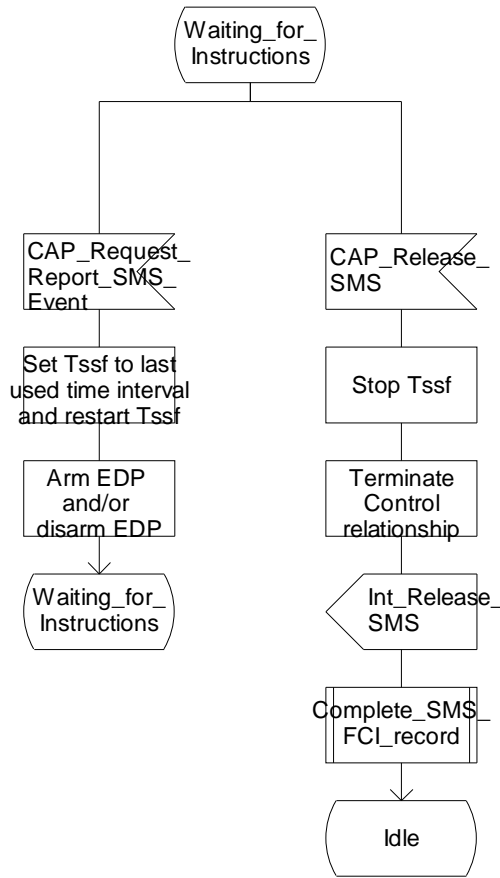 Waiting_for_
Instructions
CAP_Request_
Report_SMS_
Event
Set Tssf to last
used time interval
and restart Tssf
Arm EDP
and/or
disarm EDP
Waiting_for_
Instructions
CAP_Release_
SMS
Stop Tssf
Terminate
Control
relationship
Int_Release_
SMS
Complete_SMS_
FCI_record
Idle